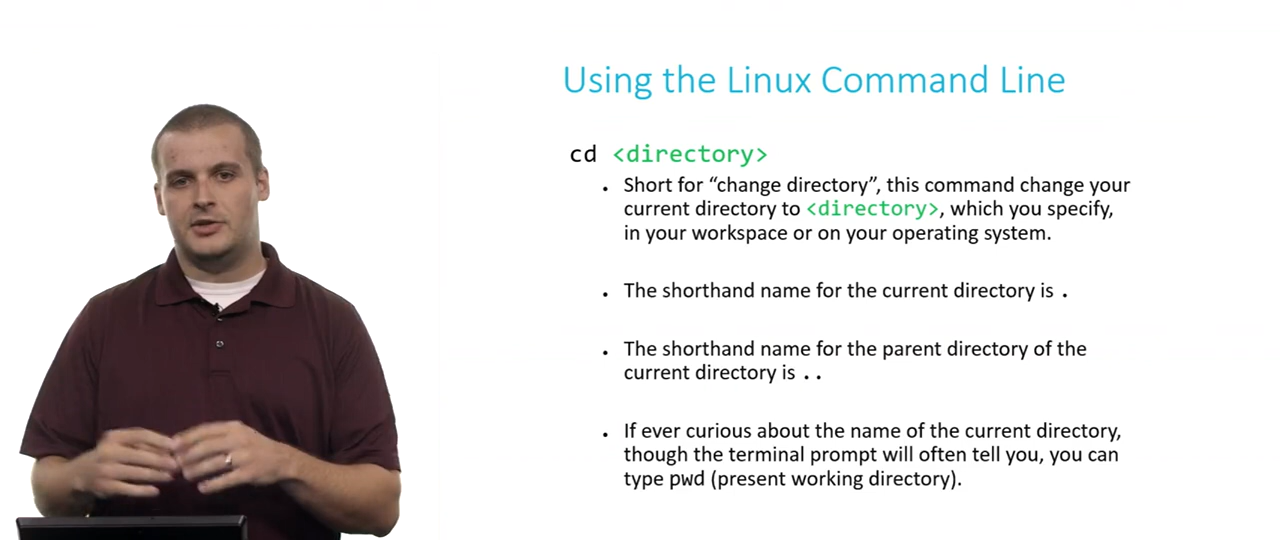 Using the Linux Command Line
cd <directory>
• Short for “change directory”, this command change your
current directory to <directory>, which you specify,
in your workspace or on your operating system.
• The shorthand name for the current directory is .
• The shorthand name for the parent directory of the
current directory is ..
• If ever curious about the name of the current directory,
though the terminal prompt will often tell you, you can
type pwd (present working directory).